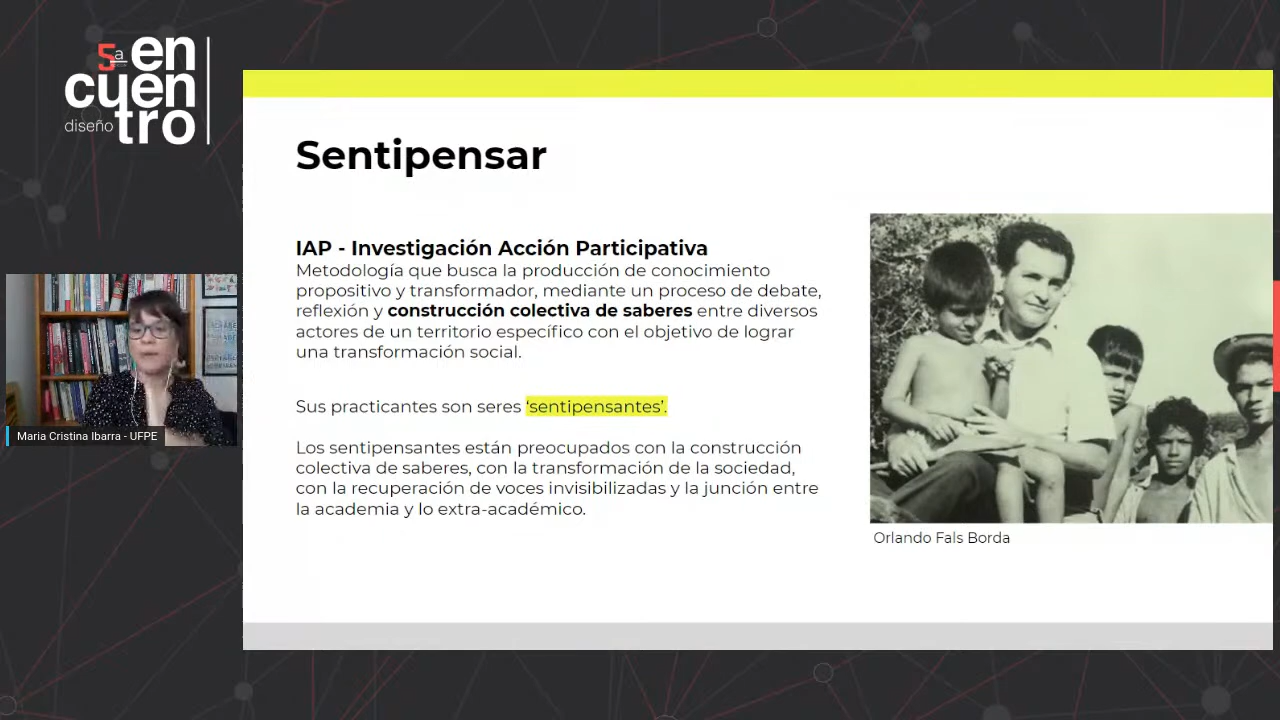 5a en
cuen
diseño tro
Sentipensar
IAP - Investigación Acción Participativa
Metodología que busca la producción de conocimiento
propositivo y transformador, mediante un proceso de debate,
reflexión y construcción colectiva de saberes entre diversos
actores de un territorio específico con el objetivo de lograr
una transformación social.
Sus practicantes son seres ‘sentipensantes’.
Los sentipensantes están preocupados con la construcción
colectiva de saberes, con la transformación de la sociedad,
con la recuperación de voces invisibilizadas y la junción entre
la academia y lo extra-académico.
Orlando Fals Borda
Maria Cristina Ibarra - UFPE